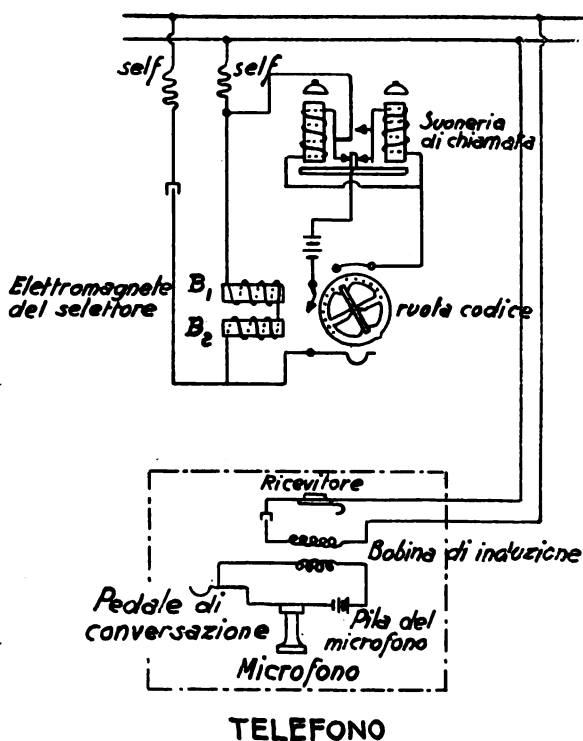 self
self
Suoneria
di chiamata
Elettromagnete
del selettore
B1
B2
ruota codice
Ricevitore
Bobina di induzione
Pedale di
conversazione
Pila del
microfono
Microfono
TELEFONO